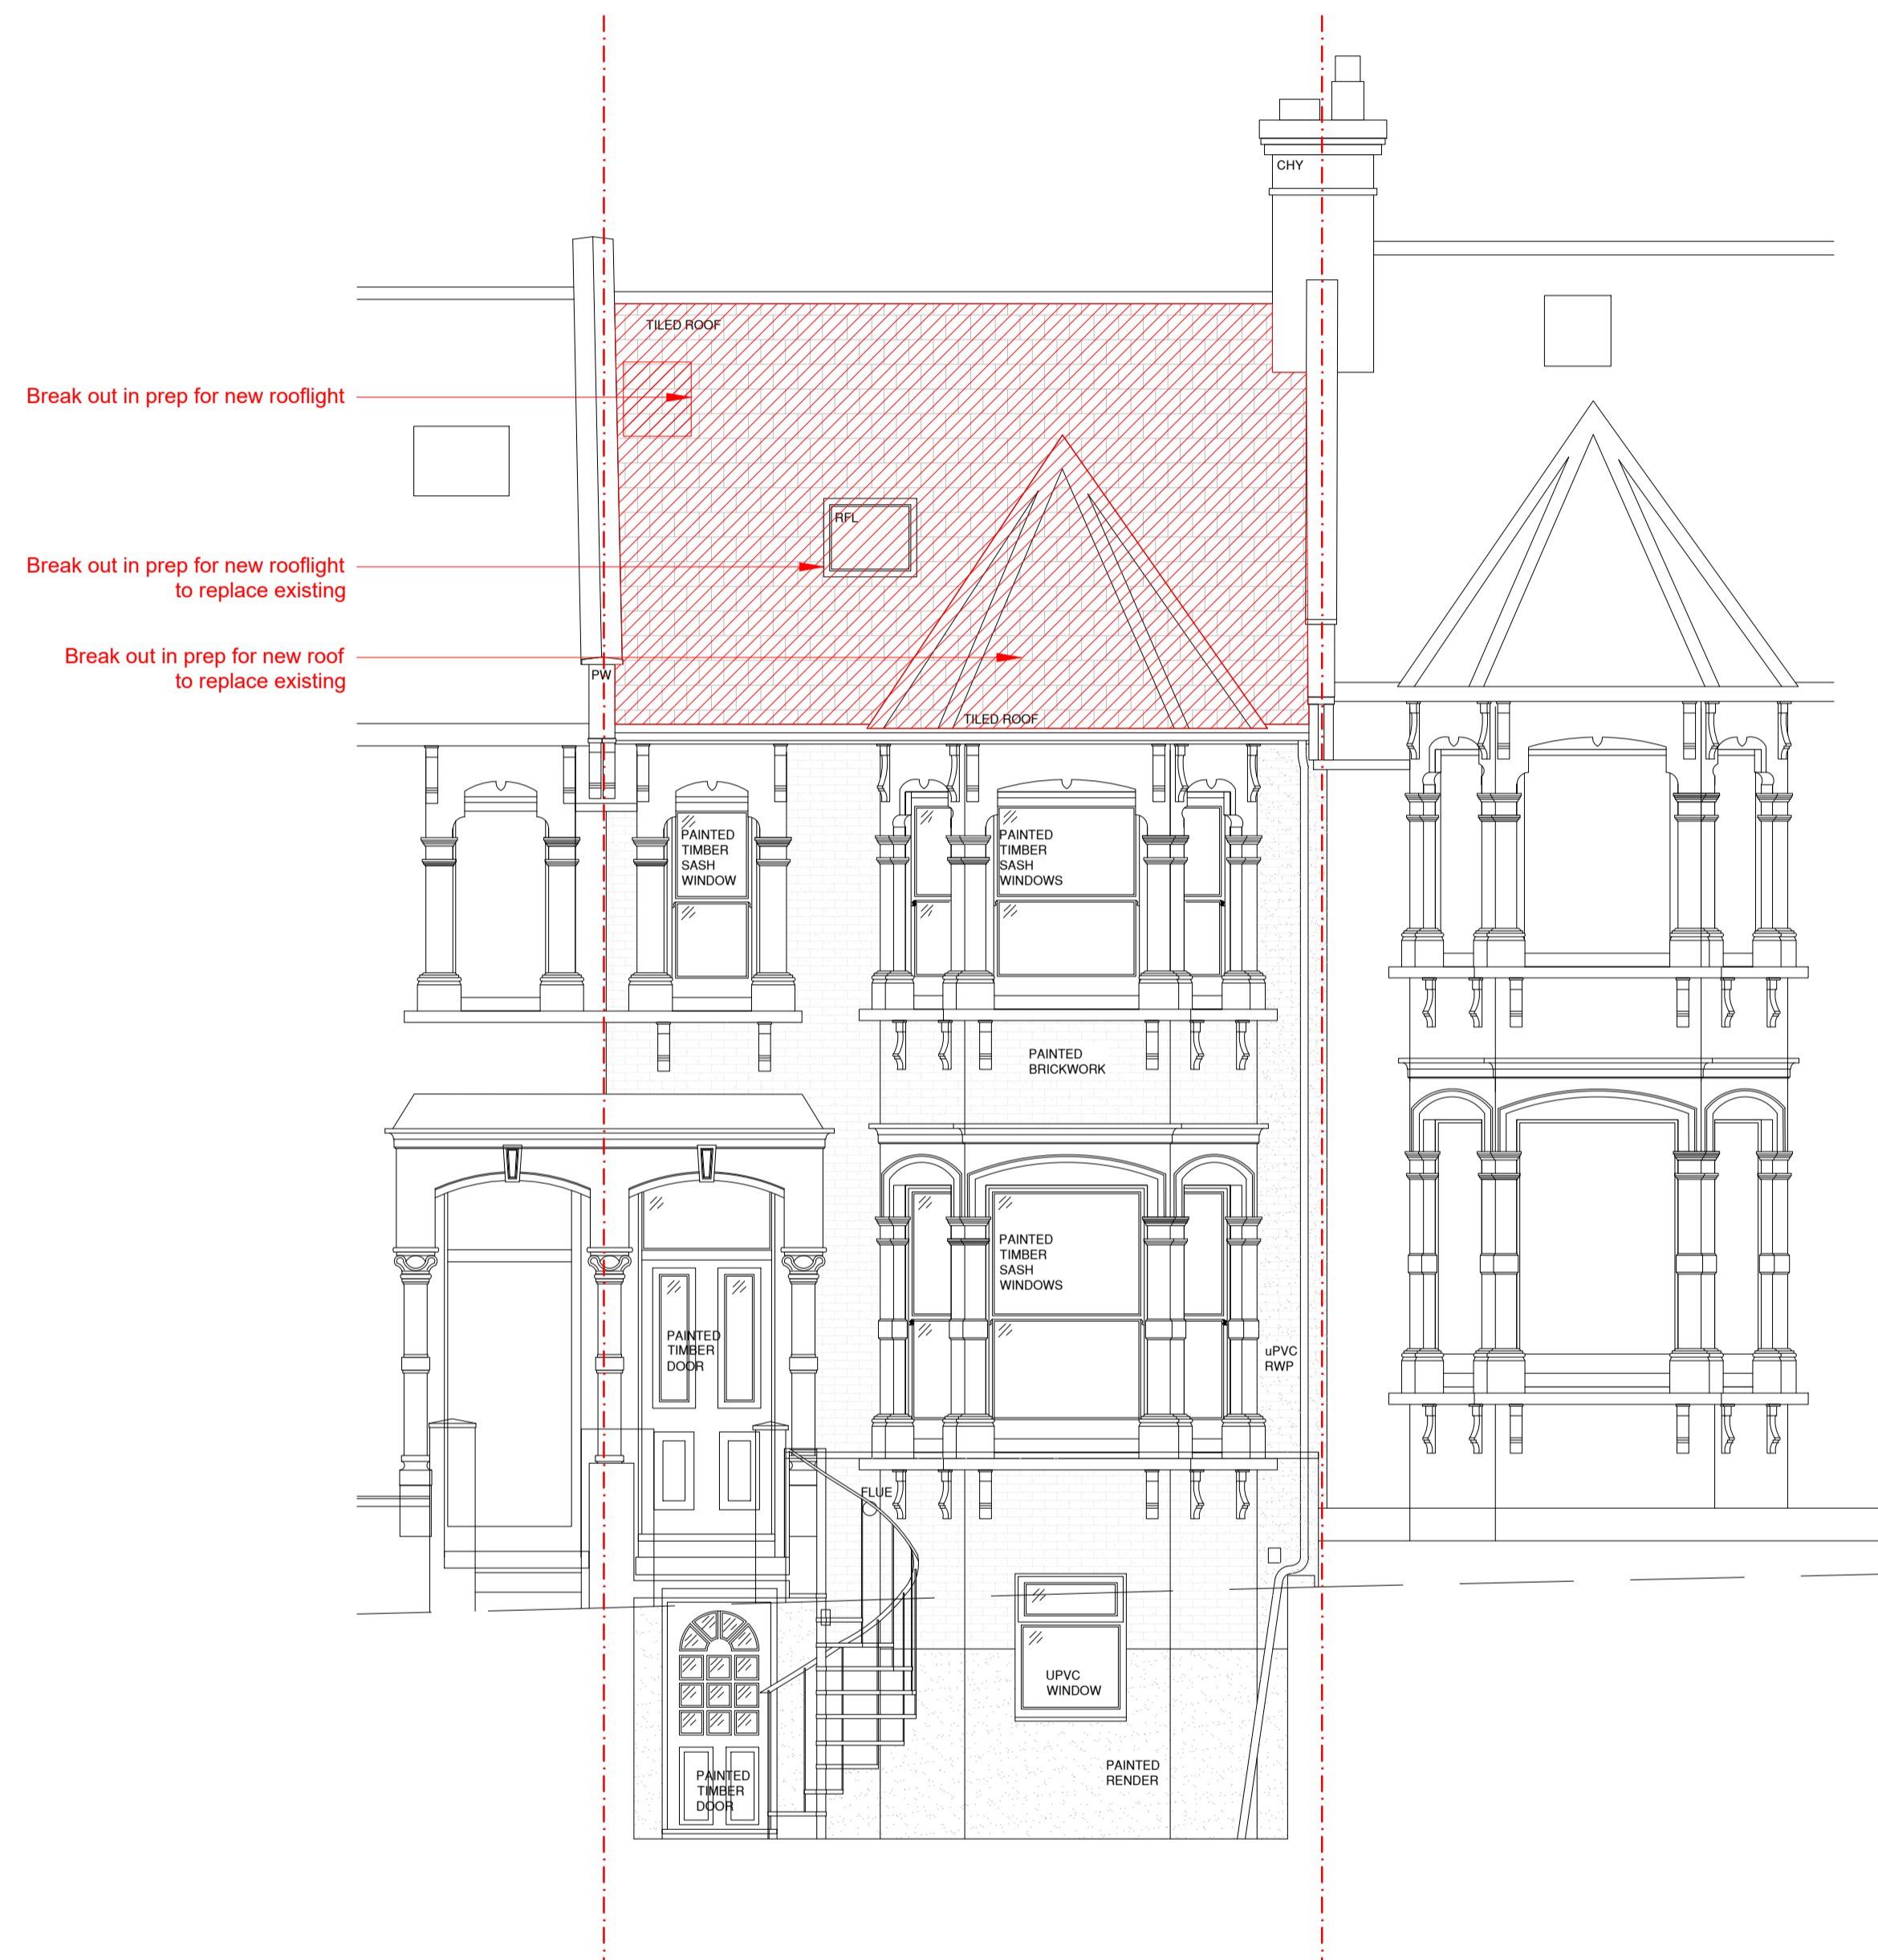 CHY
TILED ROOF
Break out in prep for new rooflight
RFL
Break out in prep for new rooflight
to replace existing
Break out in prep for new roof
to replace existing
PW
TILED ROOF
PAINTED
TIMBER
SASH
WINDOW
PAINTED
TIMBER
SASH
WINDOWS
PAINTED
BRICKWORK
PAINTED
TIMBER
SASH
WINDOWS
PAINTED
TIMBER
DOOR
uPVC
RWP
FLUE
UPVC
WINDOW
PAINTED
TIMBER
DOOR
PAINTED
RENDER